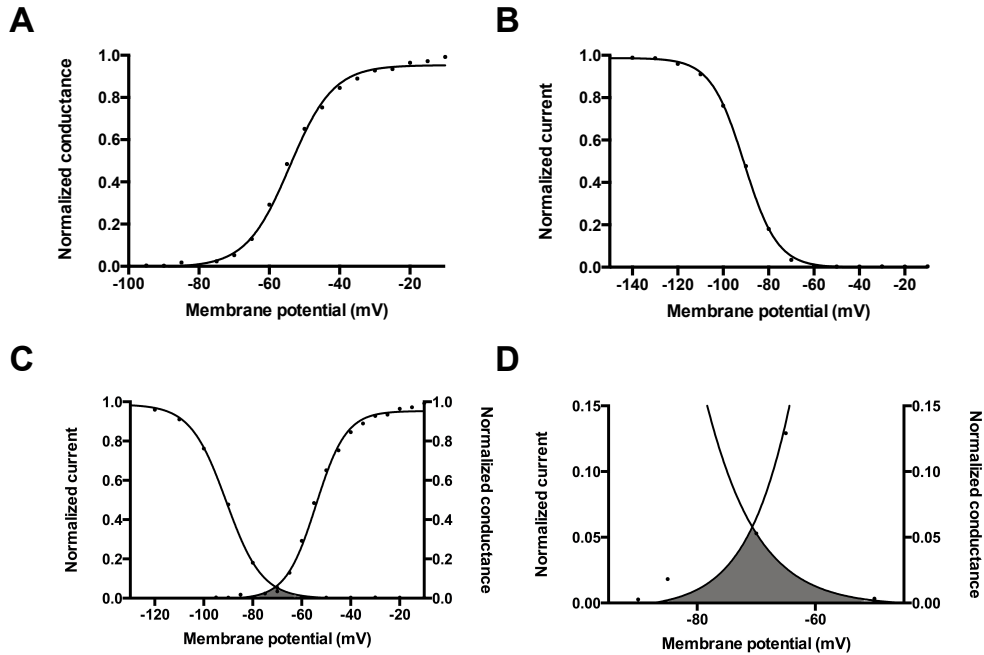 A
1.0
0.8
0.6
0.4
0.2
0.0
Normalized conductance
-100 -80 -60 -40 -20
Membrane potential (mV)
B
1.0
0.8
0.6
0.4
0.2
0.0
Normalized current
-140 -120 -100 -80 -60 -40 -20
Membrane potential (mV)
C
1.0
0.8
0.6
0.4
0.2
0.0
Normalized current
1.0
0.8
0.6
0.4
0.2
0.0
Normalized conductance
-120 -100 -80 -60 -40 -20
Membrane potential (mV)
D
0.15
0.10
0.05
0.00
Normalized current
0.15
0.10
0.05
0.00
Normalized conductance
-80 -60
Membrane potential (mV)